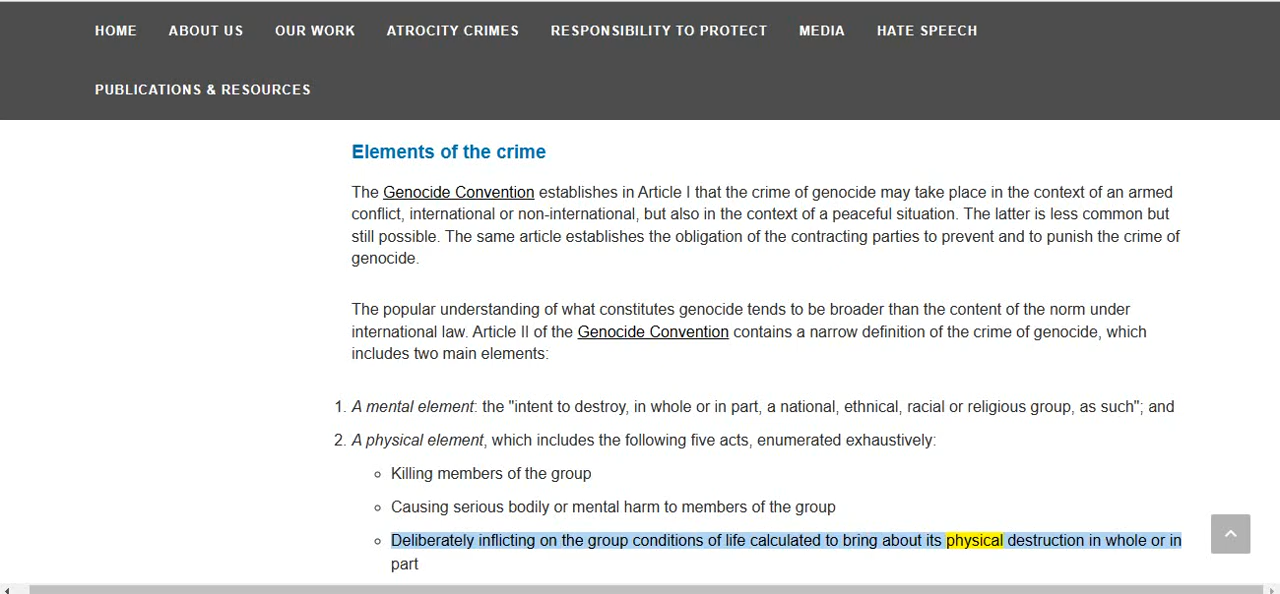 HOME ABOUT US OUR WORK ATROCITY CRIMES RESPONSIBILITY TO PROTECT MEDIA HATE SPEECH
PUBLICATIONS & RESOURCES
Elements of the crime
The Genocide Convention establishes in Article I that the crime of genocide may take place in the context of an armed
conflict, international or non-international, but also in the context of a peaceful situation. The latter is less common but
still possible. The same article establishes the obligation of the contracting parties to prevent and to punish the crime of
genocide.
The popular understanding of what constitutes genocide tends to be broader than the content of the norm under
international law. Article II of the Genocide Convention contains a narrow definition of the crime of genocide, which
includes two main elements:
1. A mental element: the "intent to destroy, in whole or in part, a national, ethnical, racial or religious group, as such"; and
2. A physical element, which includes the following five acts, enumerated exhaustively:
Killing members of the group
Causing serious bodily or mental harm to members of the group
Deliberately inflicting on the group conditions of life calculated to bring about its physical destruction in whole or in
part